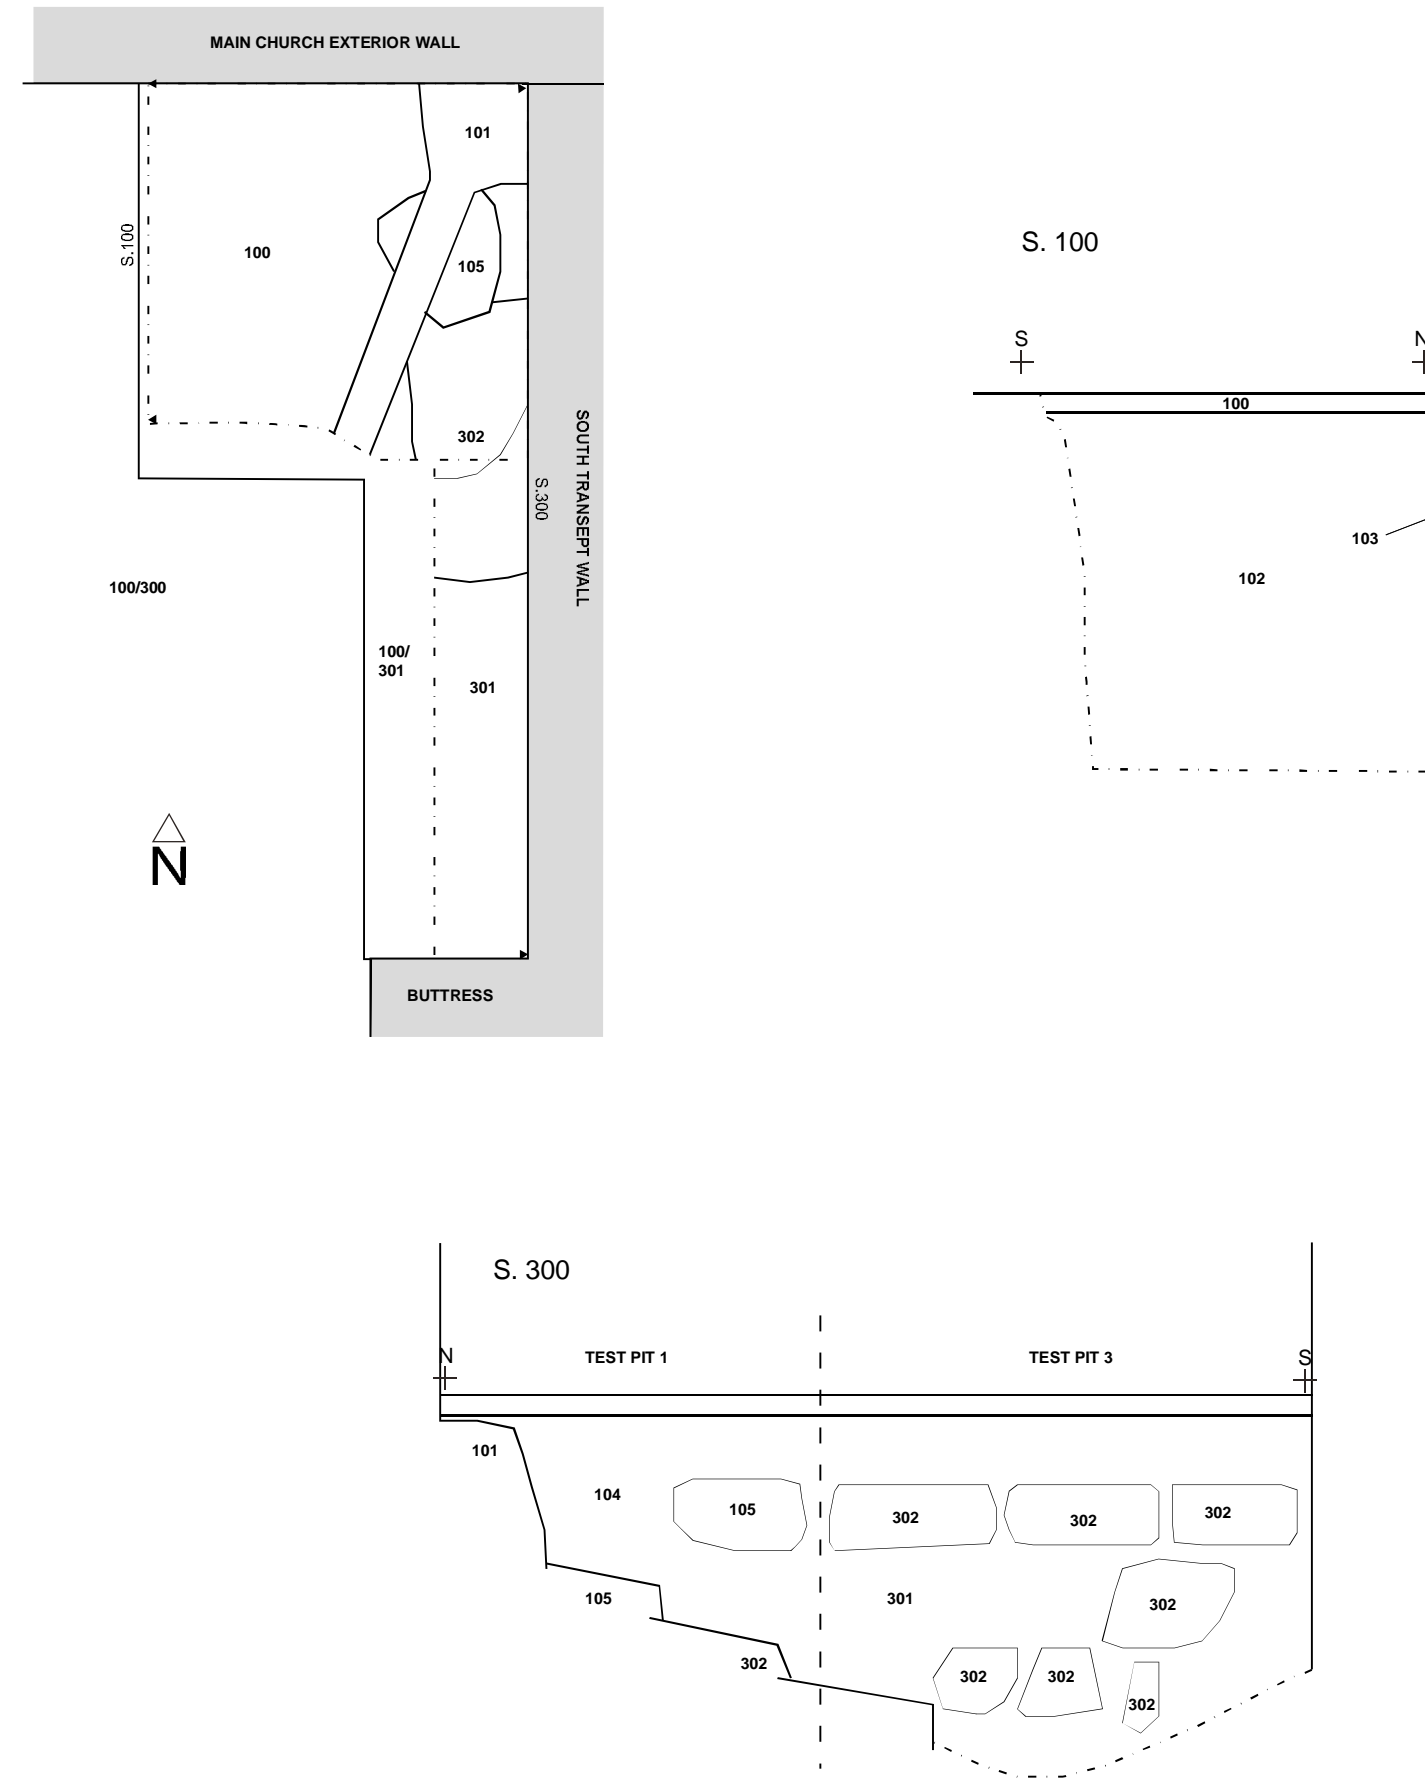 MAIN CHURCH EXTERIOR WALL
101
S.100
100
105
302
SOUTH TRANSEPT WALL
S.300
100/300
100/
301
301
N
BUTTRESS
S. 100
S
N
100
103
102
S. 300
N
TEST PIT 1
TEST PIT 3
S
101
104
105
302
302
302
105
301
302
302
302
302
302